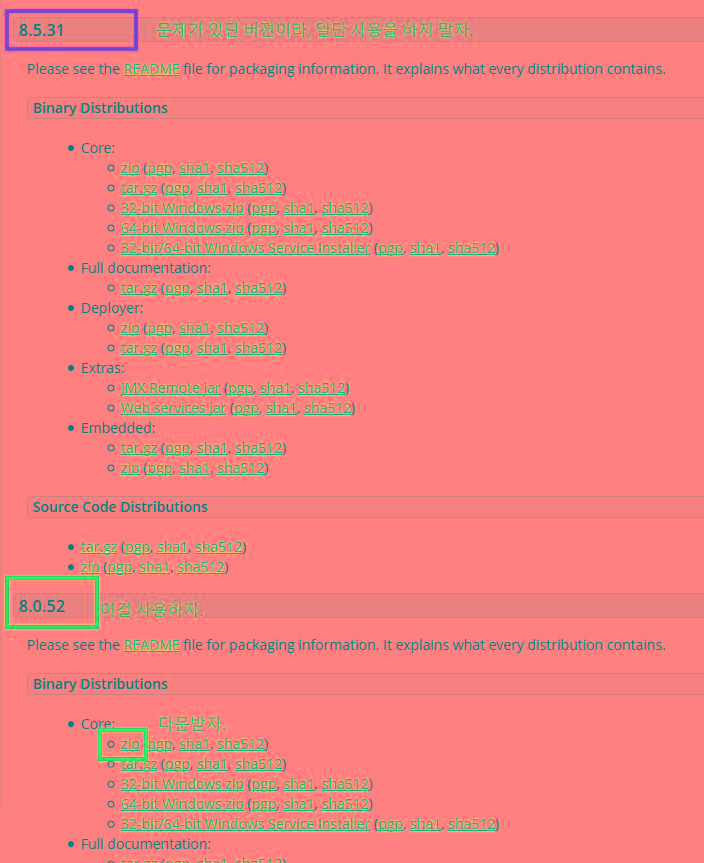 8.5.31 문제가 있던 버젼이라, 일단 사용을 하지 말자.
Please see the README file for packaging information. It explains what every distribution contains.
Binary Distributions
Core:
zip (pgp, sha1, sha512)
tar.gz (pgp, sha1, sha512)
32-bit Windows zip (pgp, sha1, sha512)
64-bit Windows zip (pgp, sha1, sha512)
32-bit/64-bit Windows Service Installer (pgp, sha1, sha512)
Full documentation:
tar.gz (pgp, sha1, sha512)
Deployer:
zip (pgp, sha1, sha512)
tar.gz (pgp, sha1, sha512)
Extras:
JMX Remote jar (pgp, sha1, sha512)
Web services jar (pgp, sha1, sha512)
Embedded:
tar.gz (pgp, sha1, sha512)
zip (pgp, sha1, sha512)
Source Code Distributions
tar.gz (pgp, sha1, sha512)
zip (pgp, sha1, sha512)
8.0.52 이걸 사용하자.
Please see the README file for packaging information. It explains what every distribution contains.
Binary Distributions
Core: 다운받자.
zip (pgp, sha1, sha512)
tar.gz (pgp, sha1, sha512)
32-bit Windows zip (pgp, sha1, sha512)
64-bit Windows zip (pgp, sha1, sha512)
32-bit/64-bit Windows Service Installer (pgp, sha1, sha512)
Full documentation:
tar.gz (pgp, sha1, sha512)